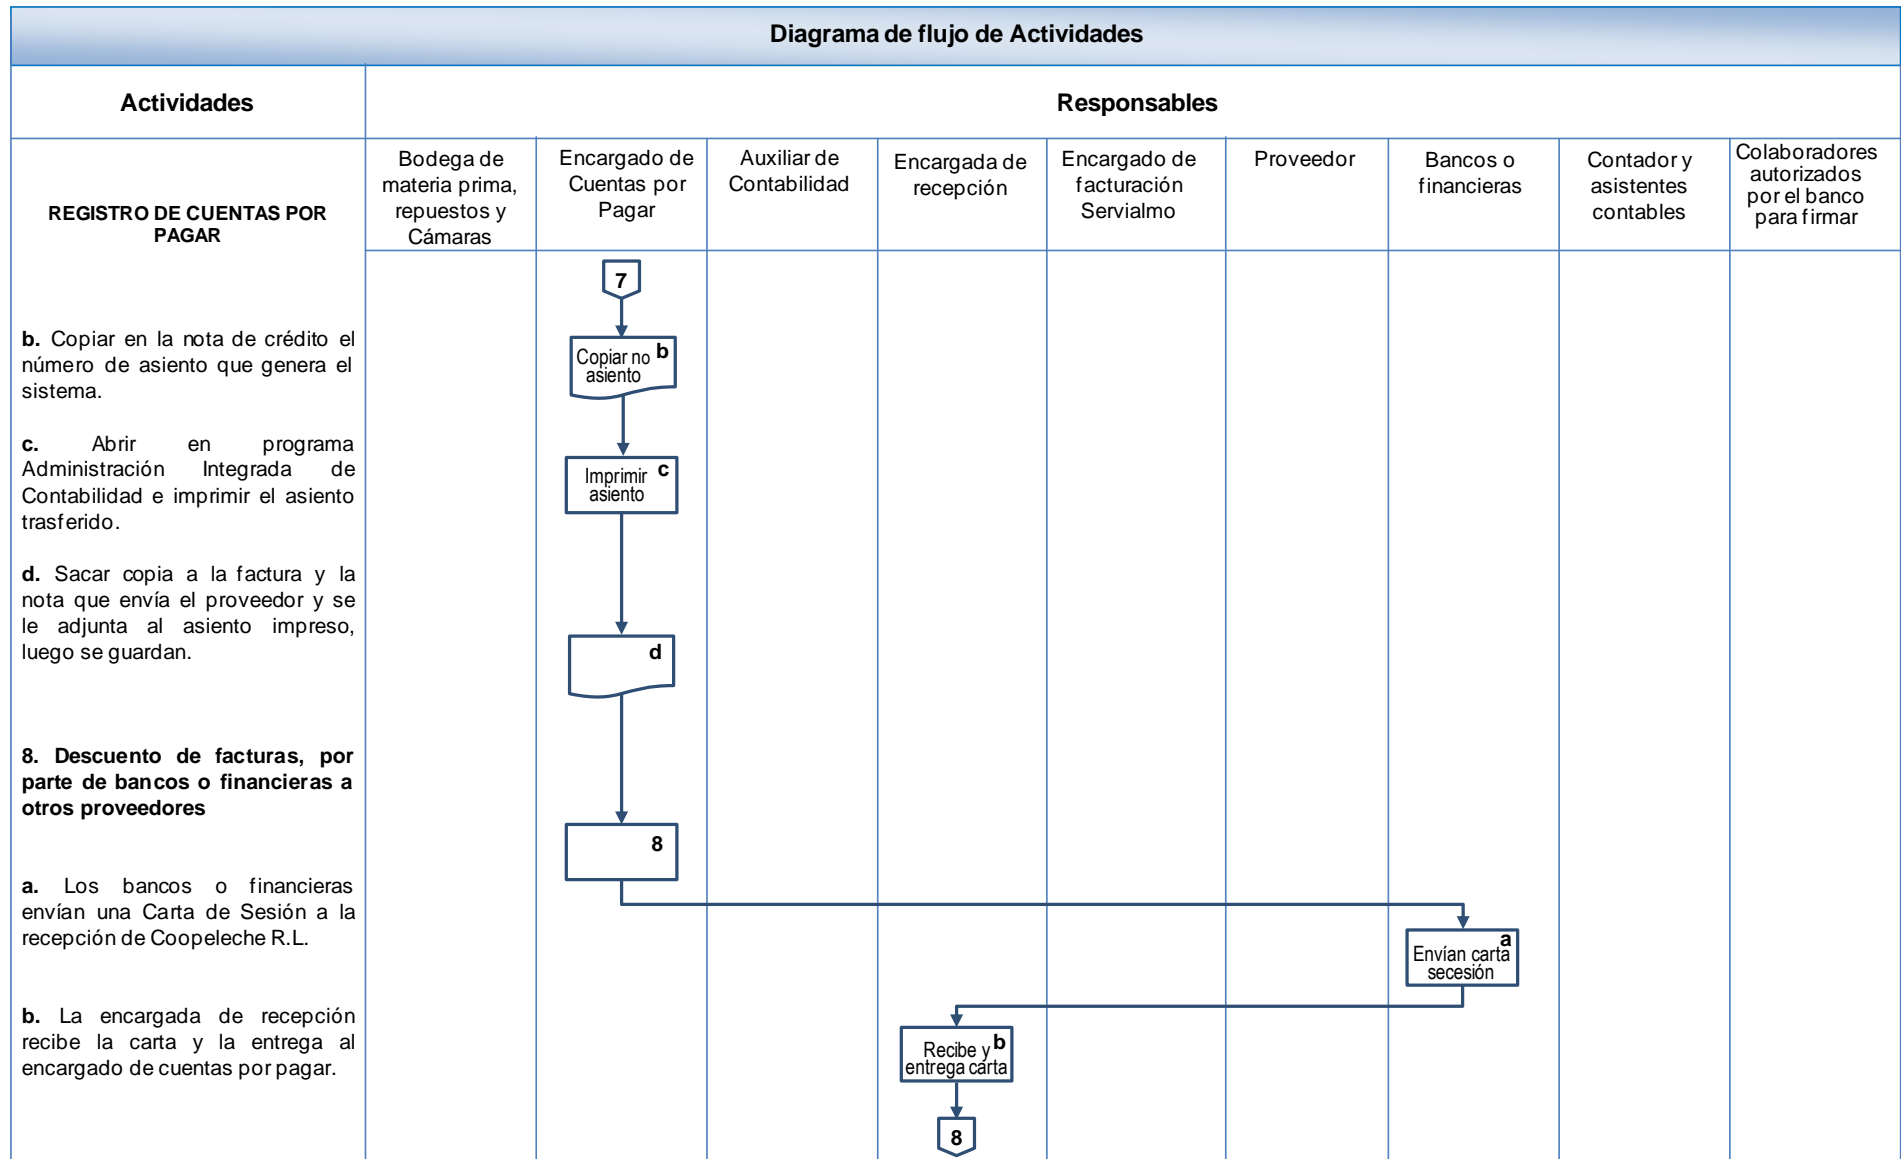 Diagrama de flujo de Actividades
Actividades
Responsables
REGISTRO DE CUENTAS POR
PAGAR
Bodega de
materia prima,
repuestos y
Cámaras
Encargado de
Cuentas por
Pagar
Auxiliar de
Contabilidad
Encargada de
recepción
Encargado de
facturación
Servialmo
Proveedor
Bancos o
financieras
Contador y
asistentes
contables
Colaboradores
autorizados
por el banco
para firmar
7
b. Copiar en la nota de crédito el
número de asiento que genera el
sistema.
b
Copiar no
asiento
c. Abrir en programa
Administración Integrada de
Contabilidad e imprimir el asiento
trasferido.
c
Imprimir
asiento
d. Sacar copia a la factura y la
nota que envía el proveedor y se
le adjunta al asiento impreso,
luego se guardan.
d
8. Descuento de facturas, por
parte de bancos o financieras a
otros proveedores
8
a. Los bancos o financieras
envían una Carta de Sesión a la
recepción de Coopeleche R.L.
a
Envían carta
secesión
b. La encargada de recepción
recibe la carta y la entrega al
encargado de cuentas por pagar.
b
Recibe y
entrega carta
8